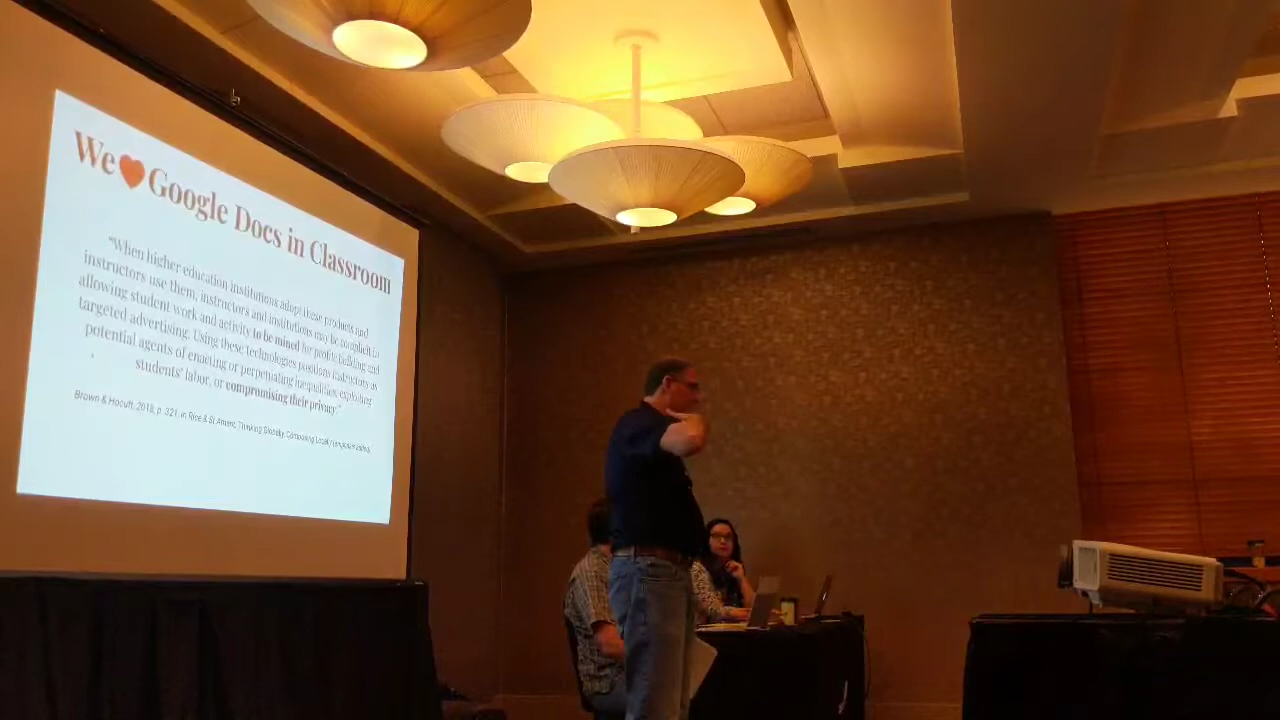 We ❤ Google Docs in Classroom
"When higher education institutions adopt these products and
instructors use them, instructors and institutions may be complicit in
allowing student work and activity to be mined for profile building and
targeted advertising. Using these technologies positions instructors as
potential agents of enacting or perpetuating inequalities, exploiting
students' labor, or compromising their privacy."
Brown & Hocutt, 2018, p. 321, in Rice & St.Amant, Thinking Globally, Composing Locally (emphasis added)